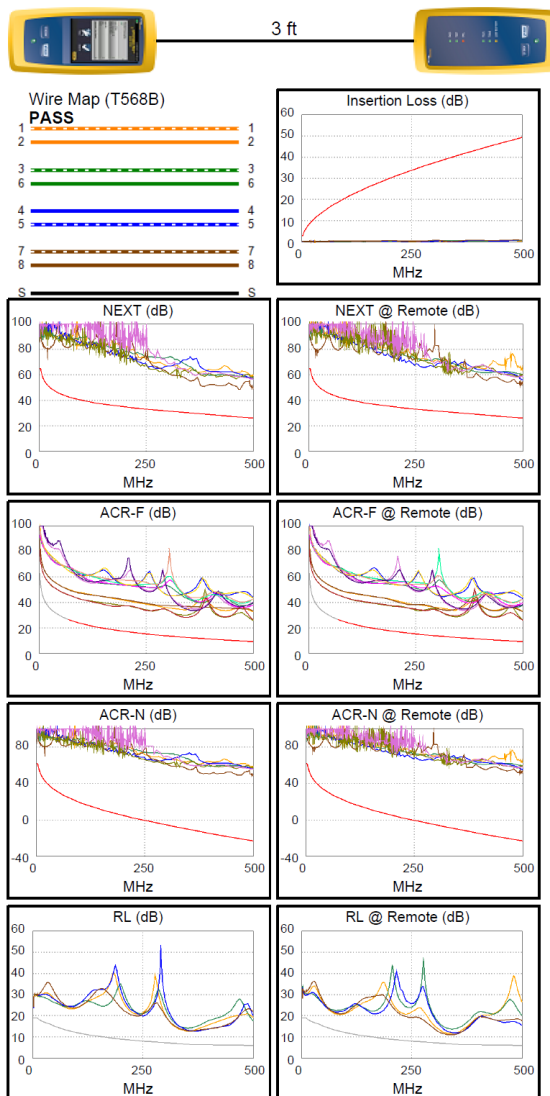 3 ft
Wire Map (T568B)
PASS
1 1
2 2
3 3
6 6
4 4
5 5
7 7
8 8
S S
Insertion Loss (dB)
60
50
40
30
20
10
0
0 250 500
MHz
NEXT (dB)
100
80
60
40
20
0
0 250 500
MHz
NEXT @ Remote (dB)
100
80
60
40
20
0
0 250 500
MHz
ACR-F (dB)
100
80
60
40
20
0
0 250 500
MHz
ACR-F @ Remote (dB)
100
80
60
40
20
0
0 250 500
MHz
ACR-N (dB)
80
40
0
-40
0 250 500
MHz
ACR-N @ Remote (dB)
80
40
0
-40
0 250 500
MHz
RL (dB)
60
50
40
30
20
10
0
0 250 500
MHz
RL @ Remote (dB)
60
50
40
30
20
10
0
0 250 500
MHz